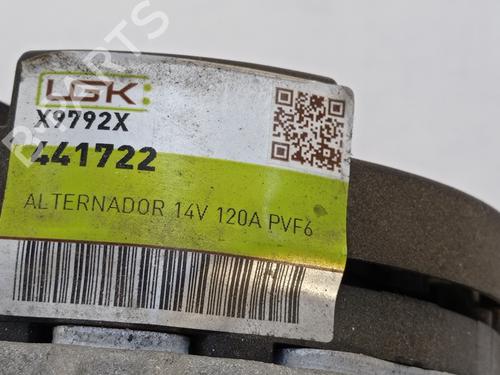 UGK
X9792X
441722
ALTERNADOR 14V 120A PVF6